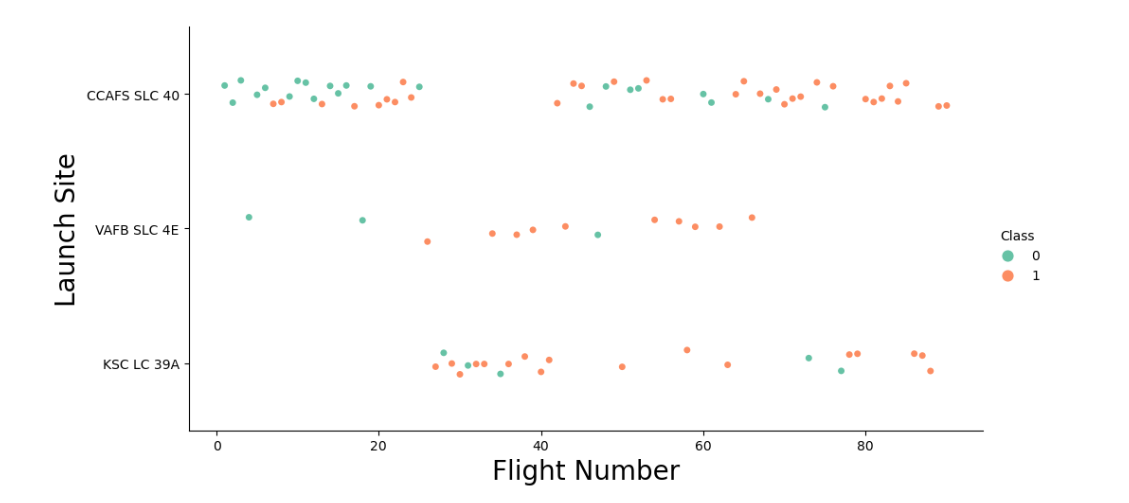 Launch Site
CCAFS SLC 40
VAFB SLC 4E
KSC LC 39A
0
20
40
60
80
Flight Number
Class
0
1